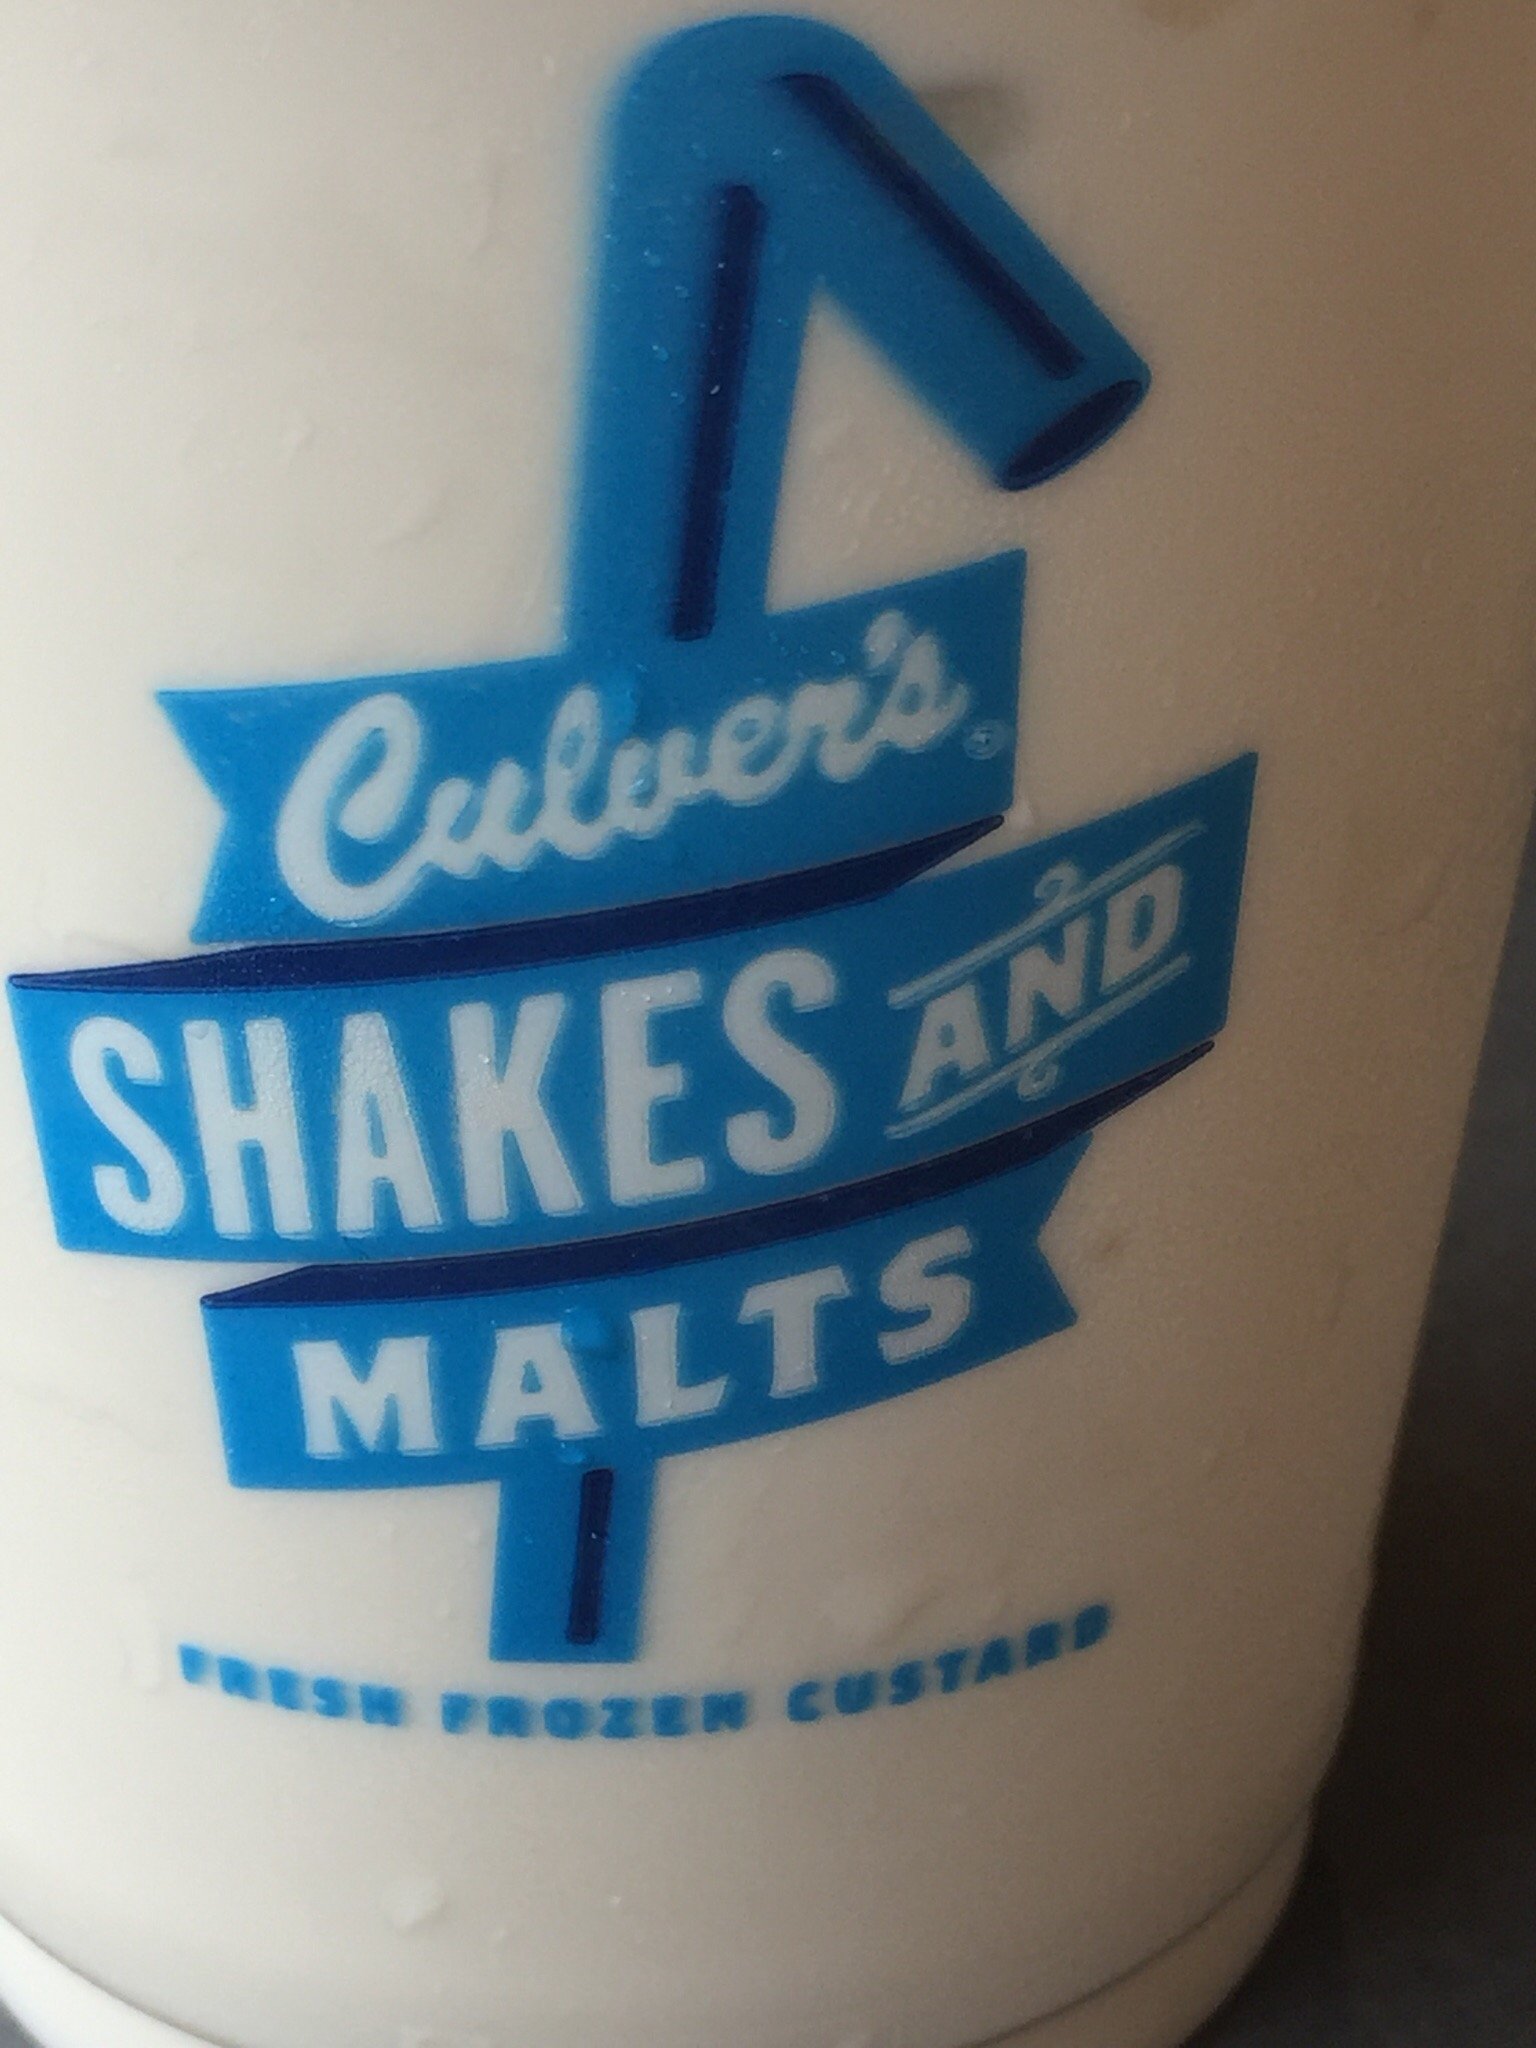 Culver's®
SHAKES AND
MALTS
FRESH FROZEN CUSTARD